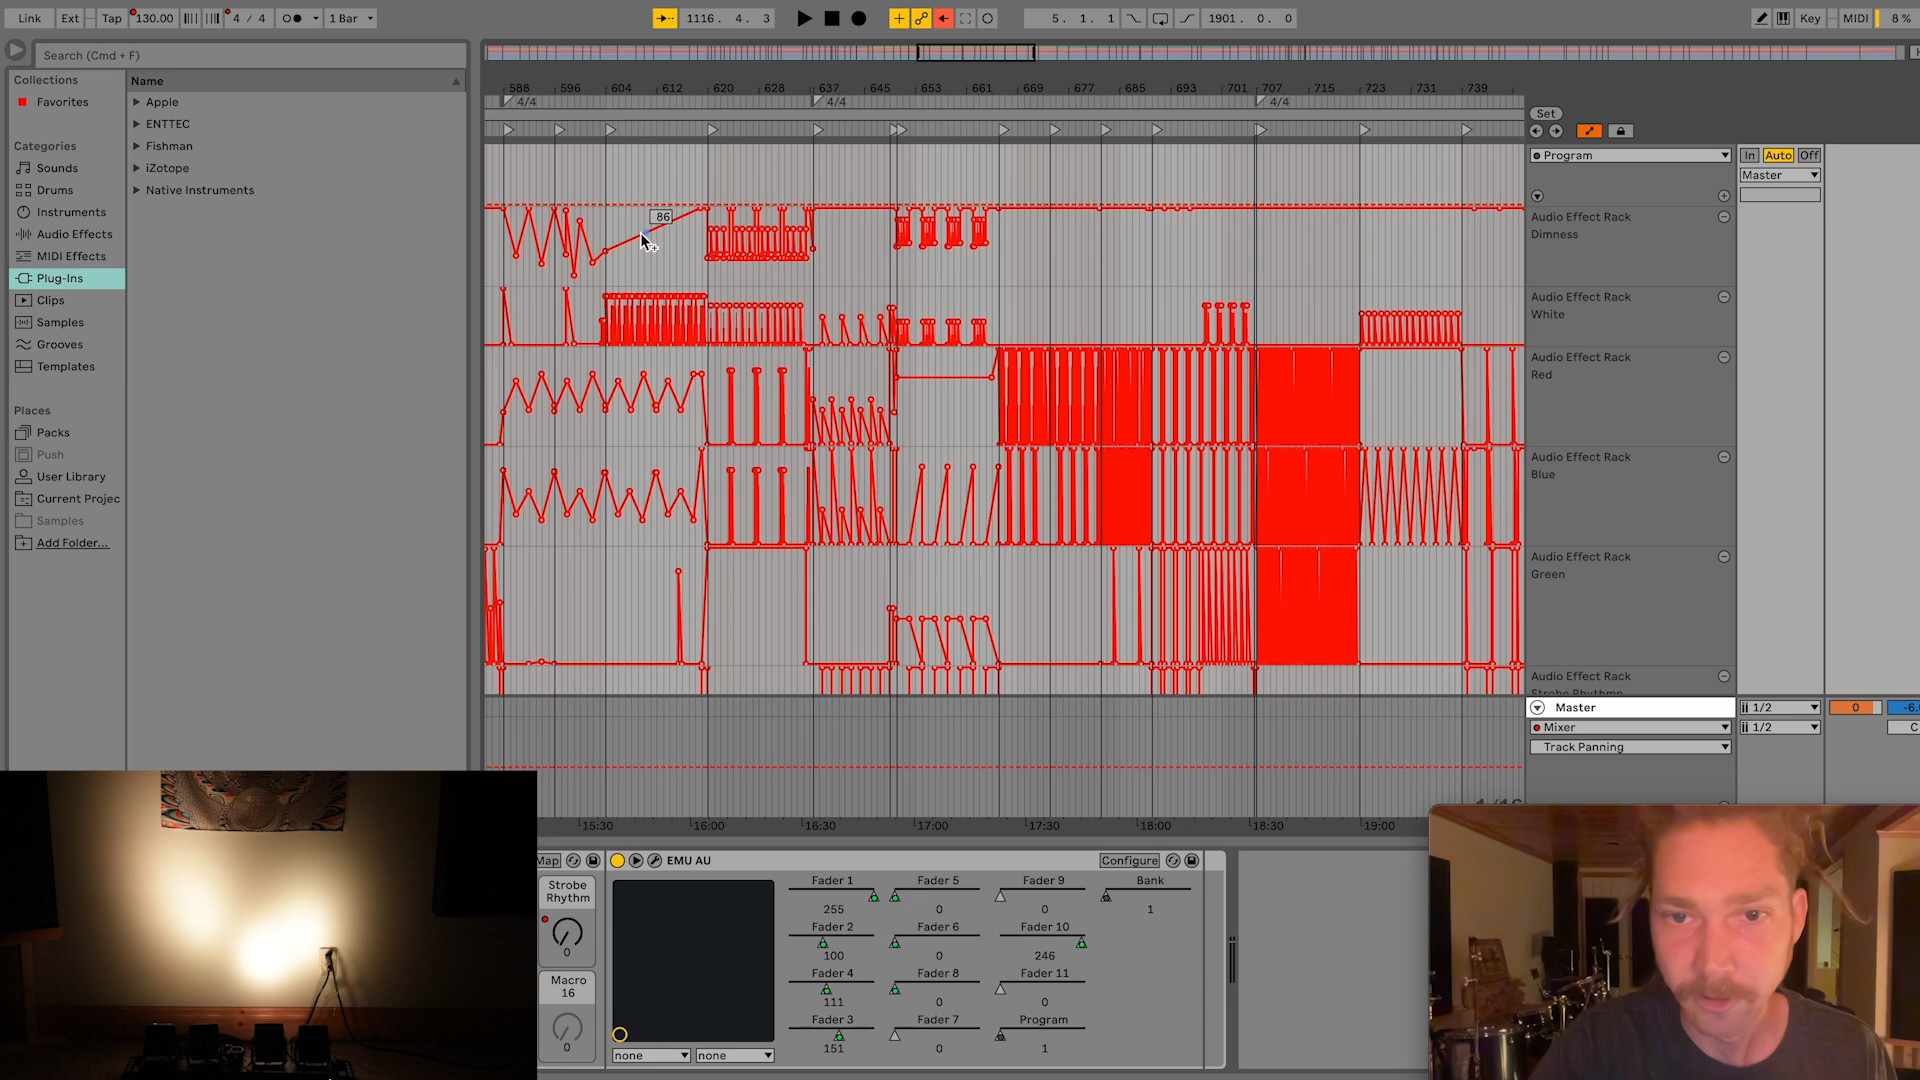 Link Ext Tap 130.00 4 / 4 1 Bar 1116. 4. 3 5. 1. 1 1901. 0. 0 Key MIDI 8 %
Search (Cmd + F)
Collections
Favorites
Categories
Sounds
Drums
Instruments
Audio Effects
MIDI Effects
Plug-Ins
Clips
Samples
Grooves
Templates
Places
Packs
Push
User Library
Current Projec
Samples
Add Folder...
Name
Apple
ENTTEC
Fishman
iZotope
Native Instruments
588 596 604 612 620 628 637 645 653 661 669 677 685 693 701 707 715 723 731 739
4/4 4/4 4/4
86
Set
Program
In Auto Off
Master
Audio Effect Rack
Dimness
Audio Effect Rack
White
Audio Effect Rack
Red
Audio Effect Rack
Blue
Audio Effect Rack
Green
Audio Effect Rack
Master
Mixer
Track Panning
1/2 0
1/2 C
15:30 16:00 16:30 17:00 17:30 18:00 18:30 19:00
Map EMU AU Configure
Strobe
Rhythm
0
Macro
16
0
none none
Fader 1 Fader 5 Fader 9 Bank
255 0 0 1
Fader 2 Fader 6 Fader 10
100 0 246
Fader 4 Fader 8 Fader 11
111 0 0
Fader 3 Fader 7 Program
151 0 1